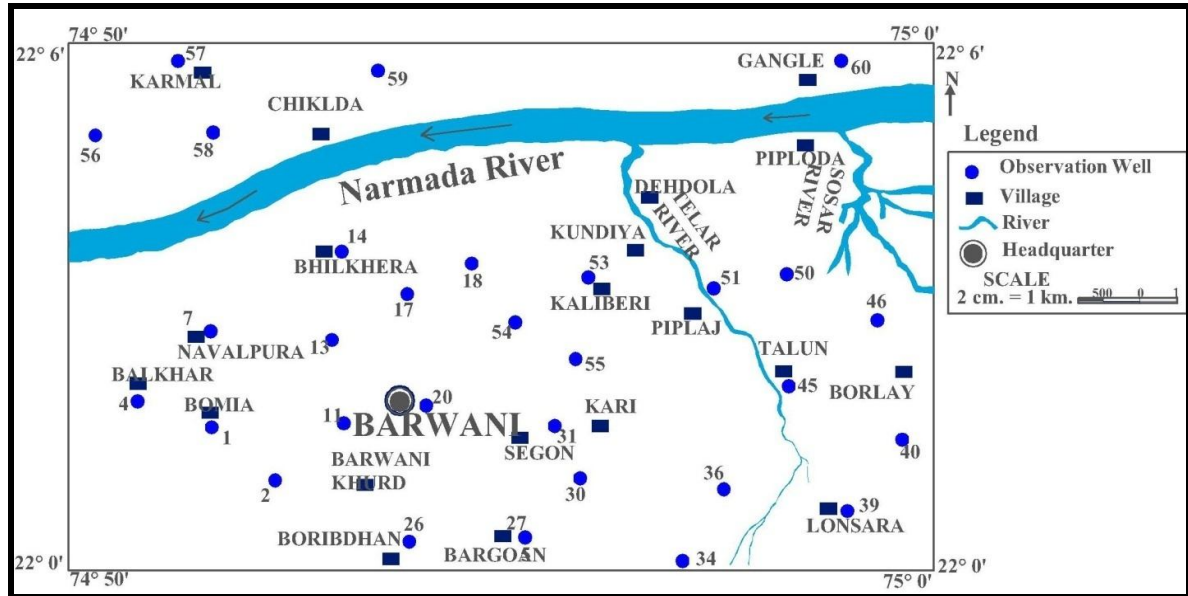 74° 50'
75° 0'
22° 6'
22° 6'
57
KARMAL
59
GANGLE
60
N
CHIKLDA
56
58
Legend
Observation Well
Village
River
Headquarter
SCALE
2 cm. = 1 km.
500
0
1
PIPLODA
Narmada River
DEHDOLA
TELAR
RIVER
SOSAR
RIVER
KUNDIYA
14
BHILKHERA
18
53
KALIBERI
51
50
17
46
7
NAVALPURA
13
54
PIPLAJ
55
TALUN
BALKHAR
4
BOMIA
1
11
20
BARWANI
KARI
45
BORLAY
31
SEGON
40
BARWANI
KHURD
2
30
36
39
LONSARA
BORIBDHAN
26
27
5
BARGOAN
34
22° 0'
22° 0'
74° 50'
75° 0'